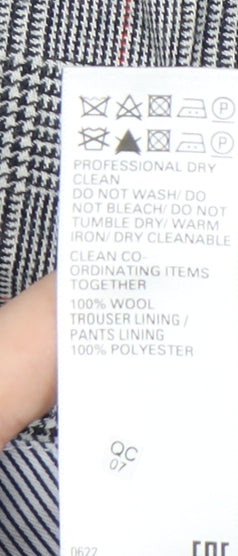 P
P
PROFESSIONAL DRY
CLEAN
DO NOT WASH/ DO
NOT BLEACH/ DO NOT
TUMBLE DRY/ WARM
IRON/ DRY CLEANABLE
CLEAN CO-
ORDINATING ITEMS
TOGETHER
100% WOOL
TROUSER LINING /
PANTS LINING
100% POLYESTER
QC
07
0622